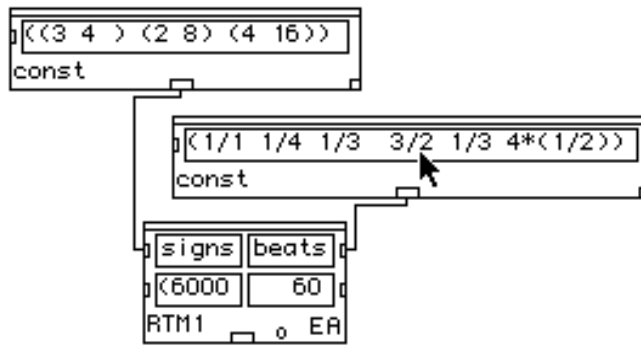 ((3 4 ) (2 8) (4 16))
const
(1/1 1/4 1/3 3/2 1/3 4*(1/2))
const
signs beats
(6000 60
RTM1 o EA